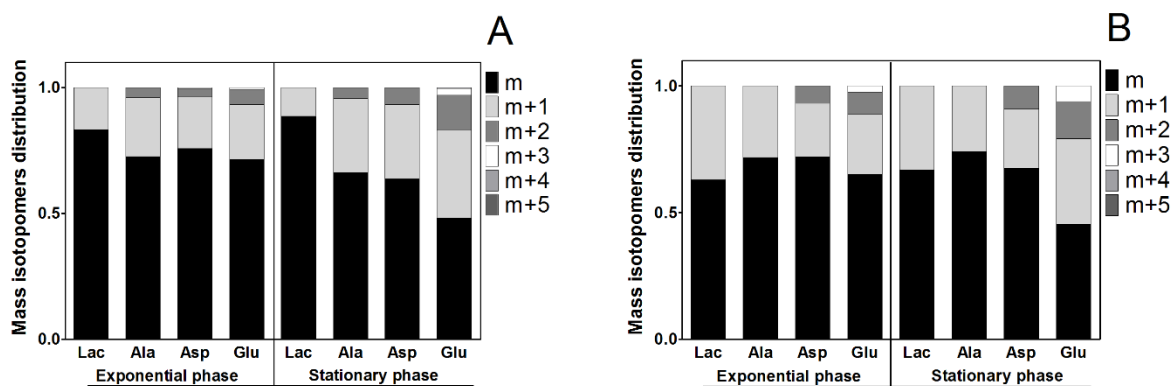 A
Mass isotopomers distribution
1.0
0.5
0.0
m
m+1
m+2
m+3
m+4
m+5
Lac Ala Asp Glu Lac Ala Asp Glu
Exponential phase Stationary phase
B
Mass isotopomers distribution
1.0
0.5
0.0
m
m+1
m+2
m+3
m+4
m+5
Lac Ala Asp Glu Lac Ala Asp Glu
Exponential phase Stationary phase